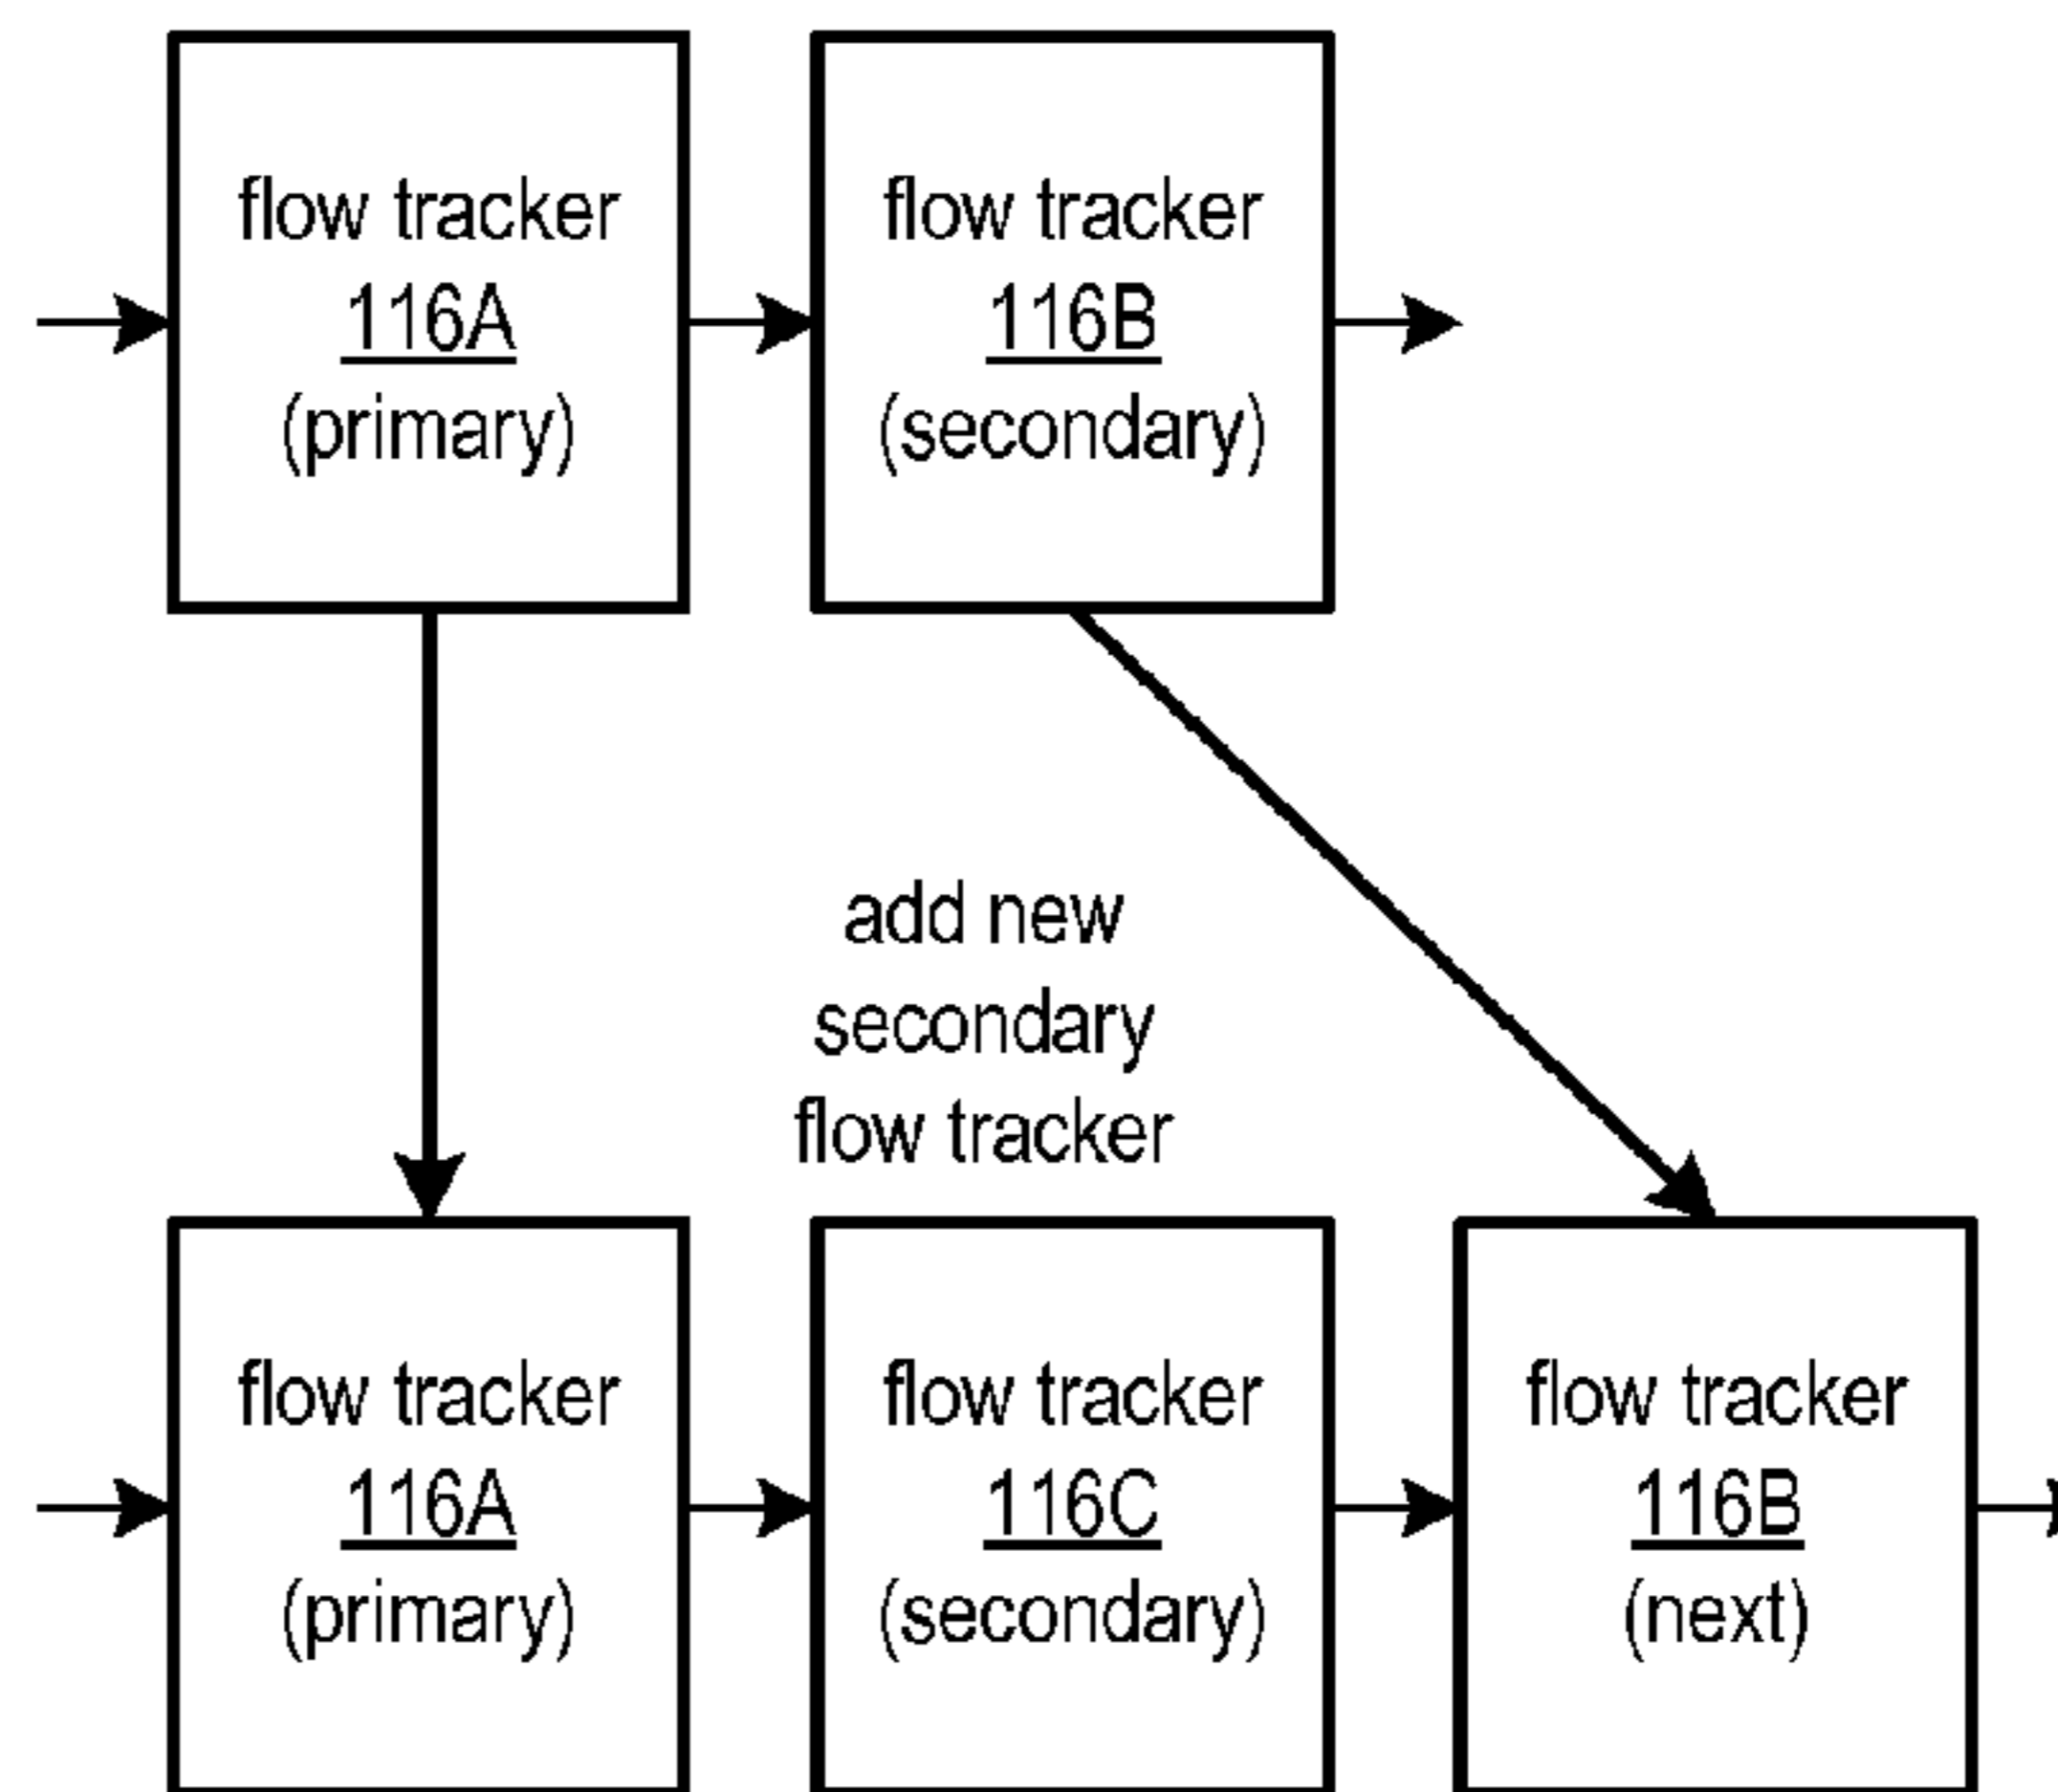 flow tracker
116A
(primary)
flow tracker
116B
(secondary)
add new
secondary
flow tracker
flow tracker
116A
(primary)
flow tracker
116C
(secondary)
flow tracker
116B
(next)